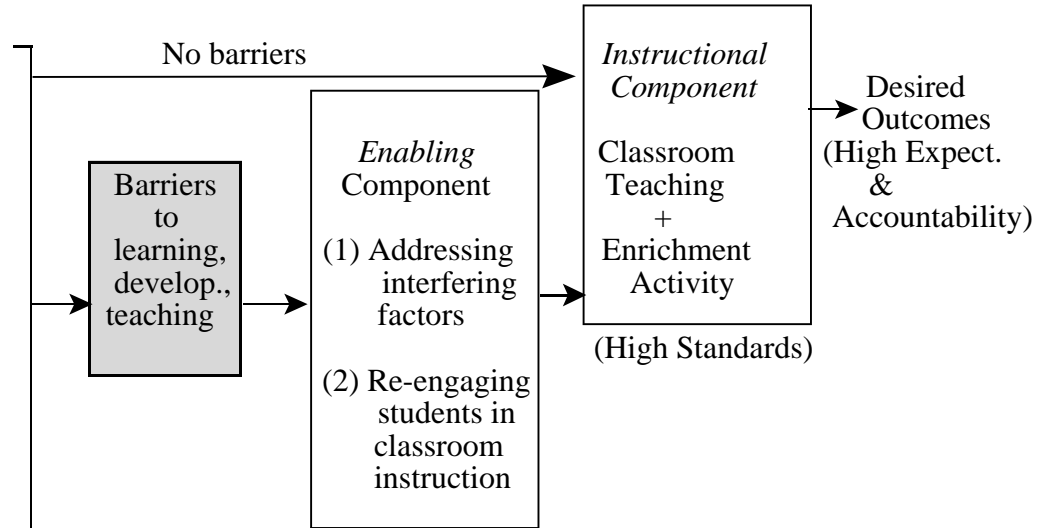 No barriers
Barriers
to
learning,
develop.,
teaching
Enabling
Component
(1) Addressing
interfering
factors
(2) Re-engaging
students in
classroom
instruction
Instructional
Component
Classroom
Teaching
+
Enrichment
Activity
(High Standards)
Desired
Outcomes
(High Expect.
&
Accountability)